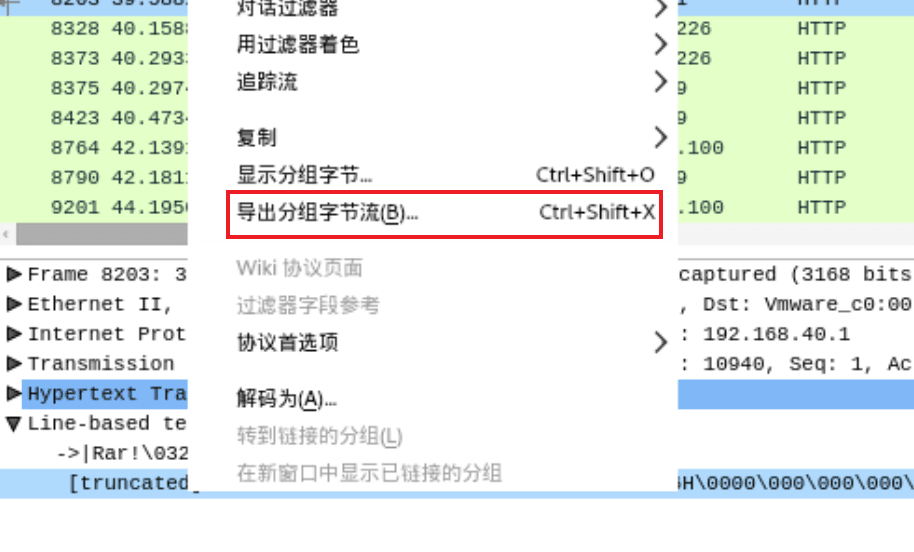 对话过滤器
8328 40.158 226 HTTP
用过滤器着色
8373 40.293 226 HTTP
追踪流
8375 40.297 9 HTTP
8423 40.473 9 HTTP
复制
8764 42.139 .100 HTTP
显示分组字节... Ctrl+Shift+O
8790 42.181 9 HTTP
导出分组字节流(B)... Ctrl+Shift+X
9201 44.195 .100 HTTP
Wiki 协议页面
Frame 8203: 3 captured (3168 bits
过滤器字段参考
Ethernet II, , Dst: Vmware_c0:00
Internet Prot : 192.168.40.1
协议首选项
Transmission : 10940, Seq: 1, Ac
Hypertext Tra
解码为(A)...
Line-based te
转到链接的分组(L)
->|Rar!\032
在新窗口中显示已链接的分组
[truncated H\0000\000\000\000\